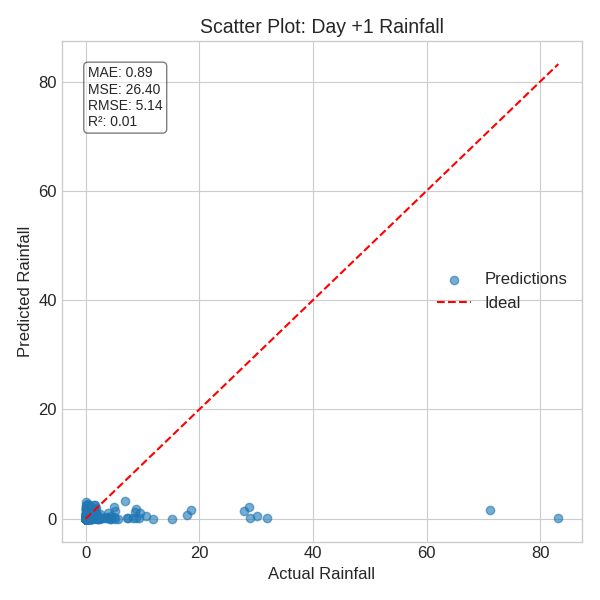 Scatter Plot: Day +1 Rainfall
MAE: 0.89
MSE: 26.40
RMSE: 5.14
R²: 0.01
80
60
40
20
0
Predicted Rainfall
Predictions
Ideal
0 20 40 60 80
Actual Rainfall